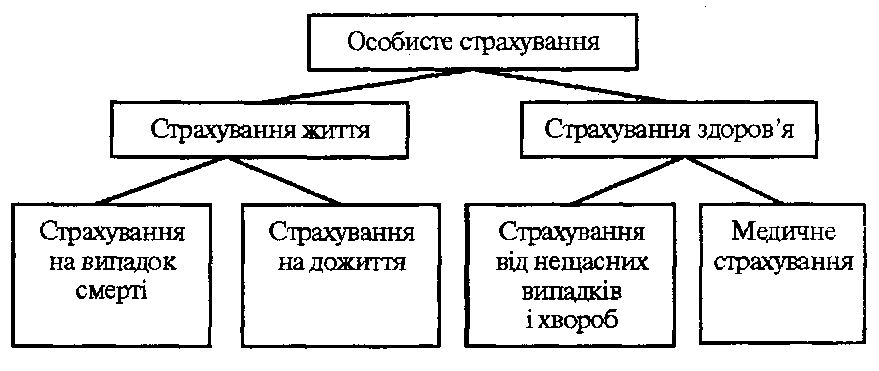 Особисте страхування
Страхування життя
Страхування здоров’я
Страхування
на випадок
смерті
Страхування
на дожиття
Страхування
від нещасних
випадків
і хвороб
Медичне
страхування